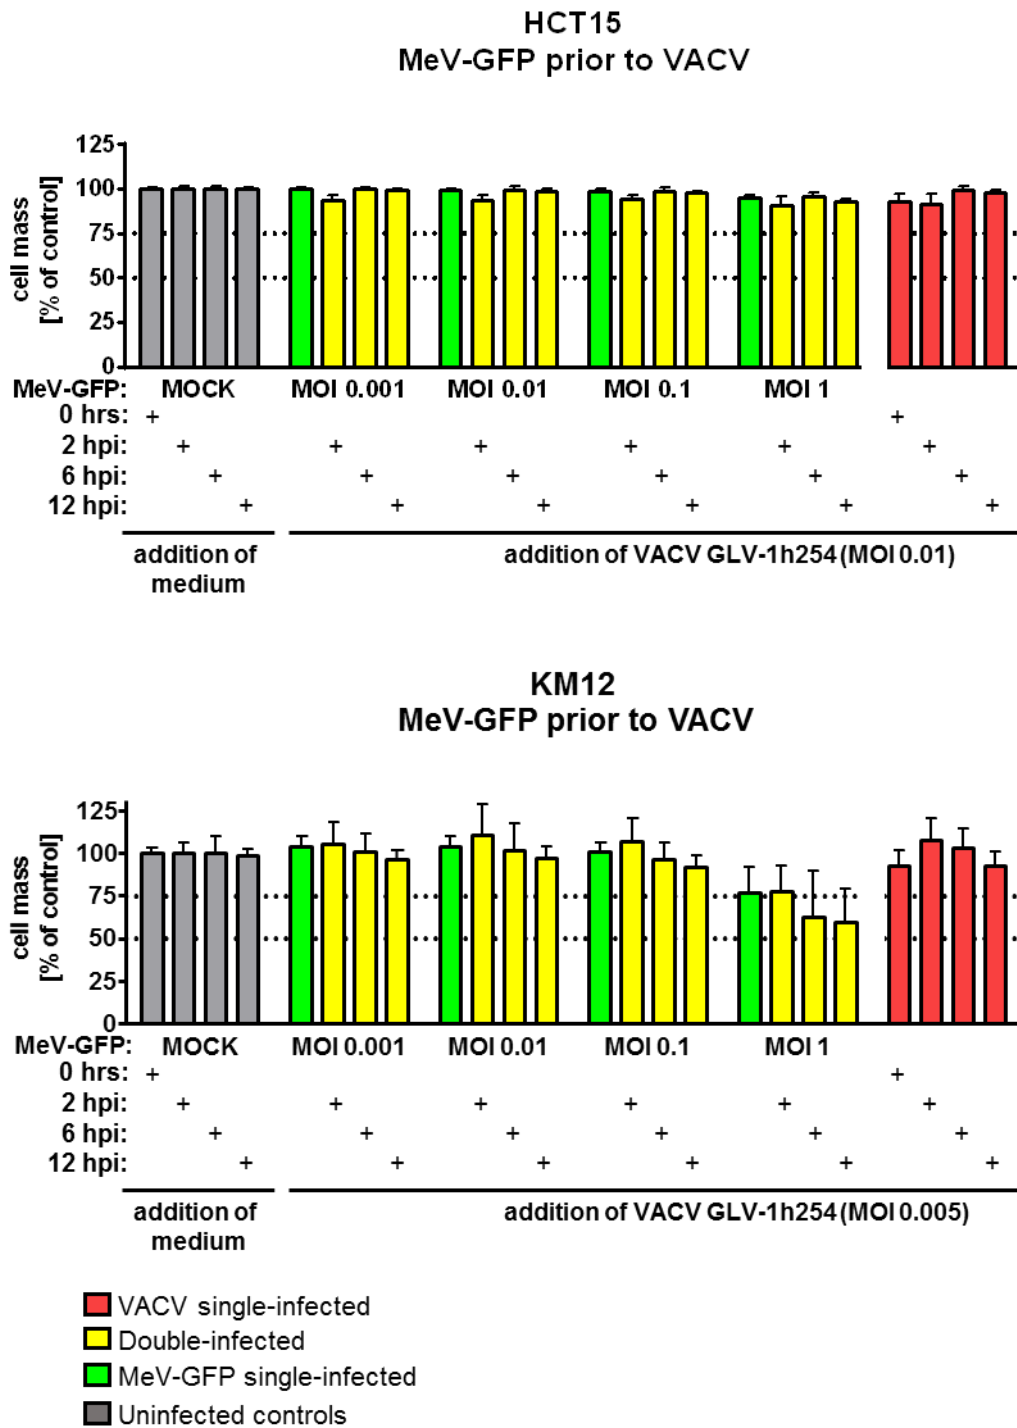 HCT15
MeV-GFP prior to VACV
cell mass
[% of control]
125
100
75
50
25
0
MeV-GFP: MOCK MOI 0.001 MOI 0.01 MOI 0.1 MOI 1
0 hrs: + +
2 hpi: + + + + + +
6 hpi: + + + + + +
12 hpi: + + + + + +
addition of medium
addition of VACV GLV-1h254 (MOI 0.01)
KM12
MeV-GFP prior to VACV
cell mass
[% of control]
125
100
75
50
25
0
MeV-GFP: MOCK MOI 0.001 MOI 0.01 MOI 0.1 MOI 1
0 hrs: + +
2 hpi: + + + + + +
6 hpi: + + + + + +
12 hpi: + + + + + +
addition of medium
addition of VACV GLV-1h254 (MOI 0.005)
VACV single-infected
Double-infected
MeV-GFP single-infected
Uninfected controls